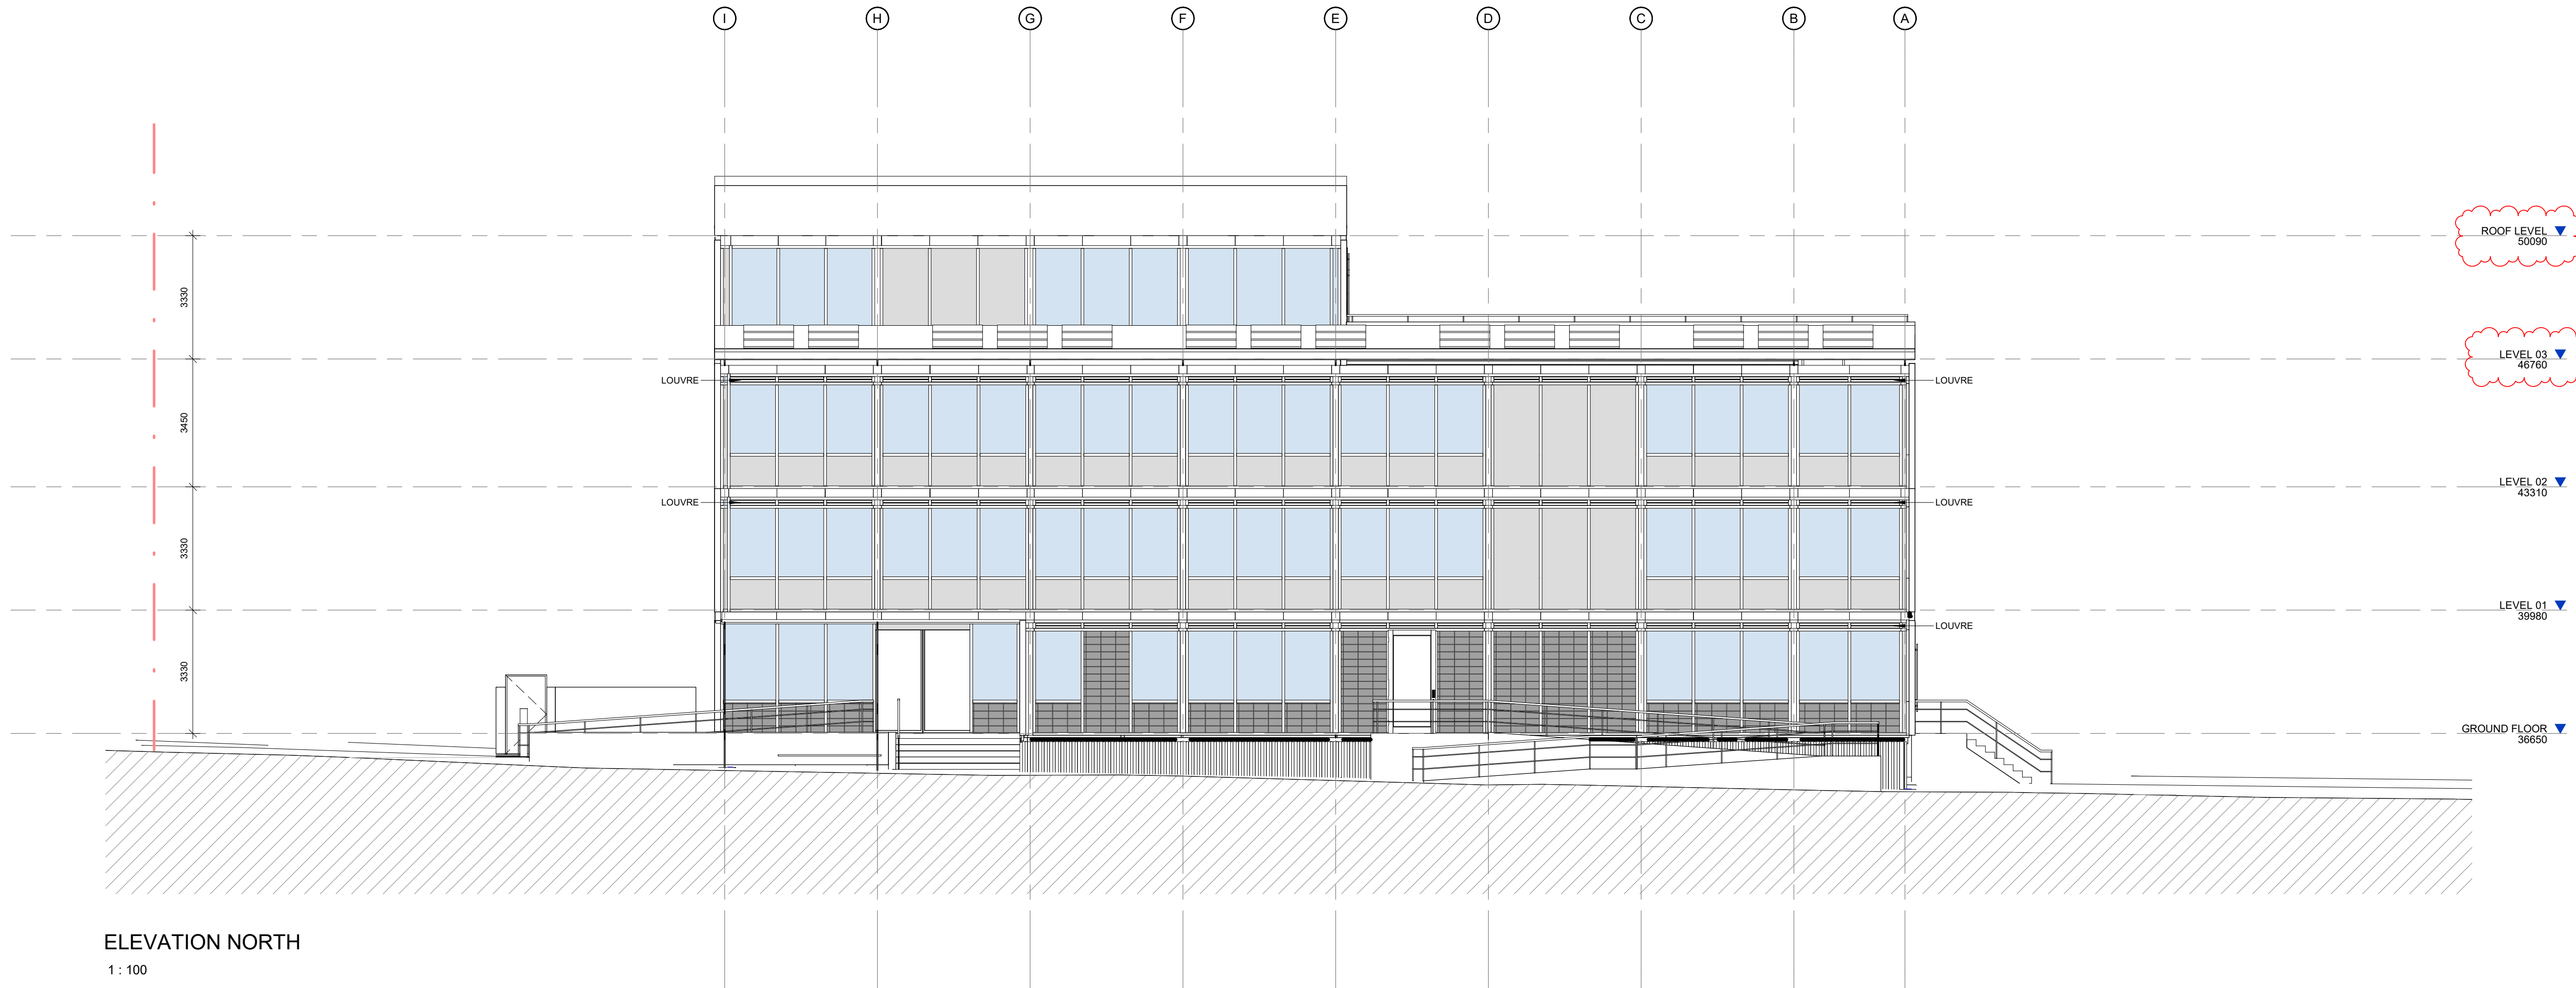 I H G F E D C B A
ROOF LEVEL
50090
3330
LEVEL 03
46760
LOUVRE LOUVRE
3450
LEVEL 02
43310
LOUVRE LOUVRE
3330
LEVEL 01
39980
LOUVRE
3330
GROUND FLOOR
36650
ELEVATION NORTH
1 : 100